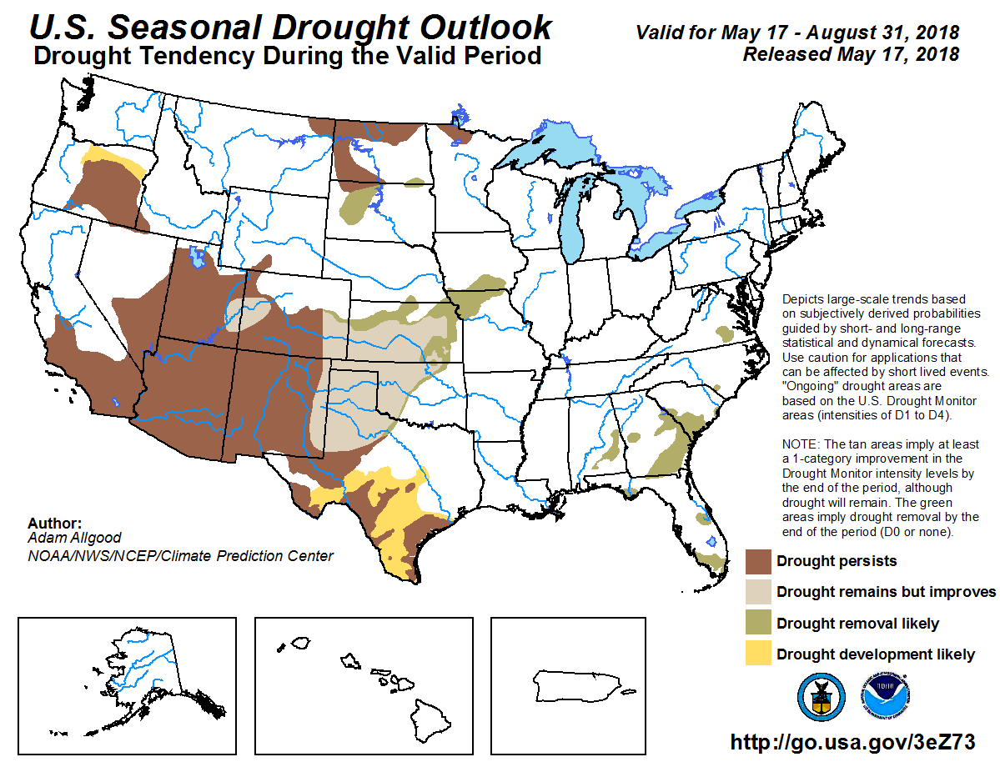 U.S. Seasonal Drought Outlook
Drought Tendency During the Valid Period
Valid for May 17 - August 31, 2018
Released May 17, 2018
Depicts large-scale trends based
on subjectively derived probabilities
guided by short- and long-range
statistical and dynamical forecasts.
Use caution for applications that
can be affected by short lived events.
"Ongoing" drought areas are
based on the U.S. Drought Monitor
areas (intensities of D1 to D4).
NOTE: The tan areas imply at least
a 1-category improvement in the
Drought Monitor intensity levels by
the end of the period, although
drought will remain. The green
areas imply drought removal by the
end of the period (D0 or none).
Author:
Adam Allgood
NOAA/NWS/NCEP/Climate Prediction Center
Drought persists
Drought remains but improves
Drought removal likely
Drought development likely
http://go.usa.gov/3eZ73